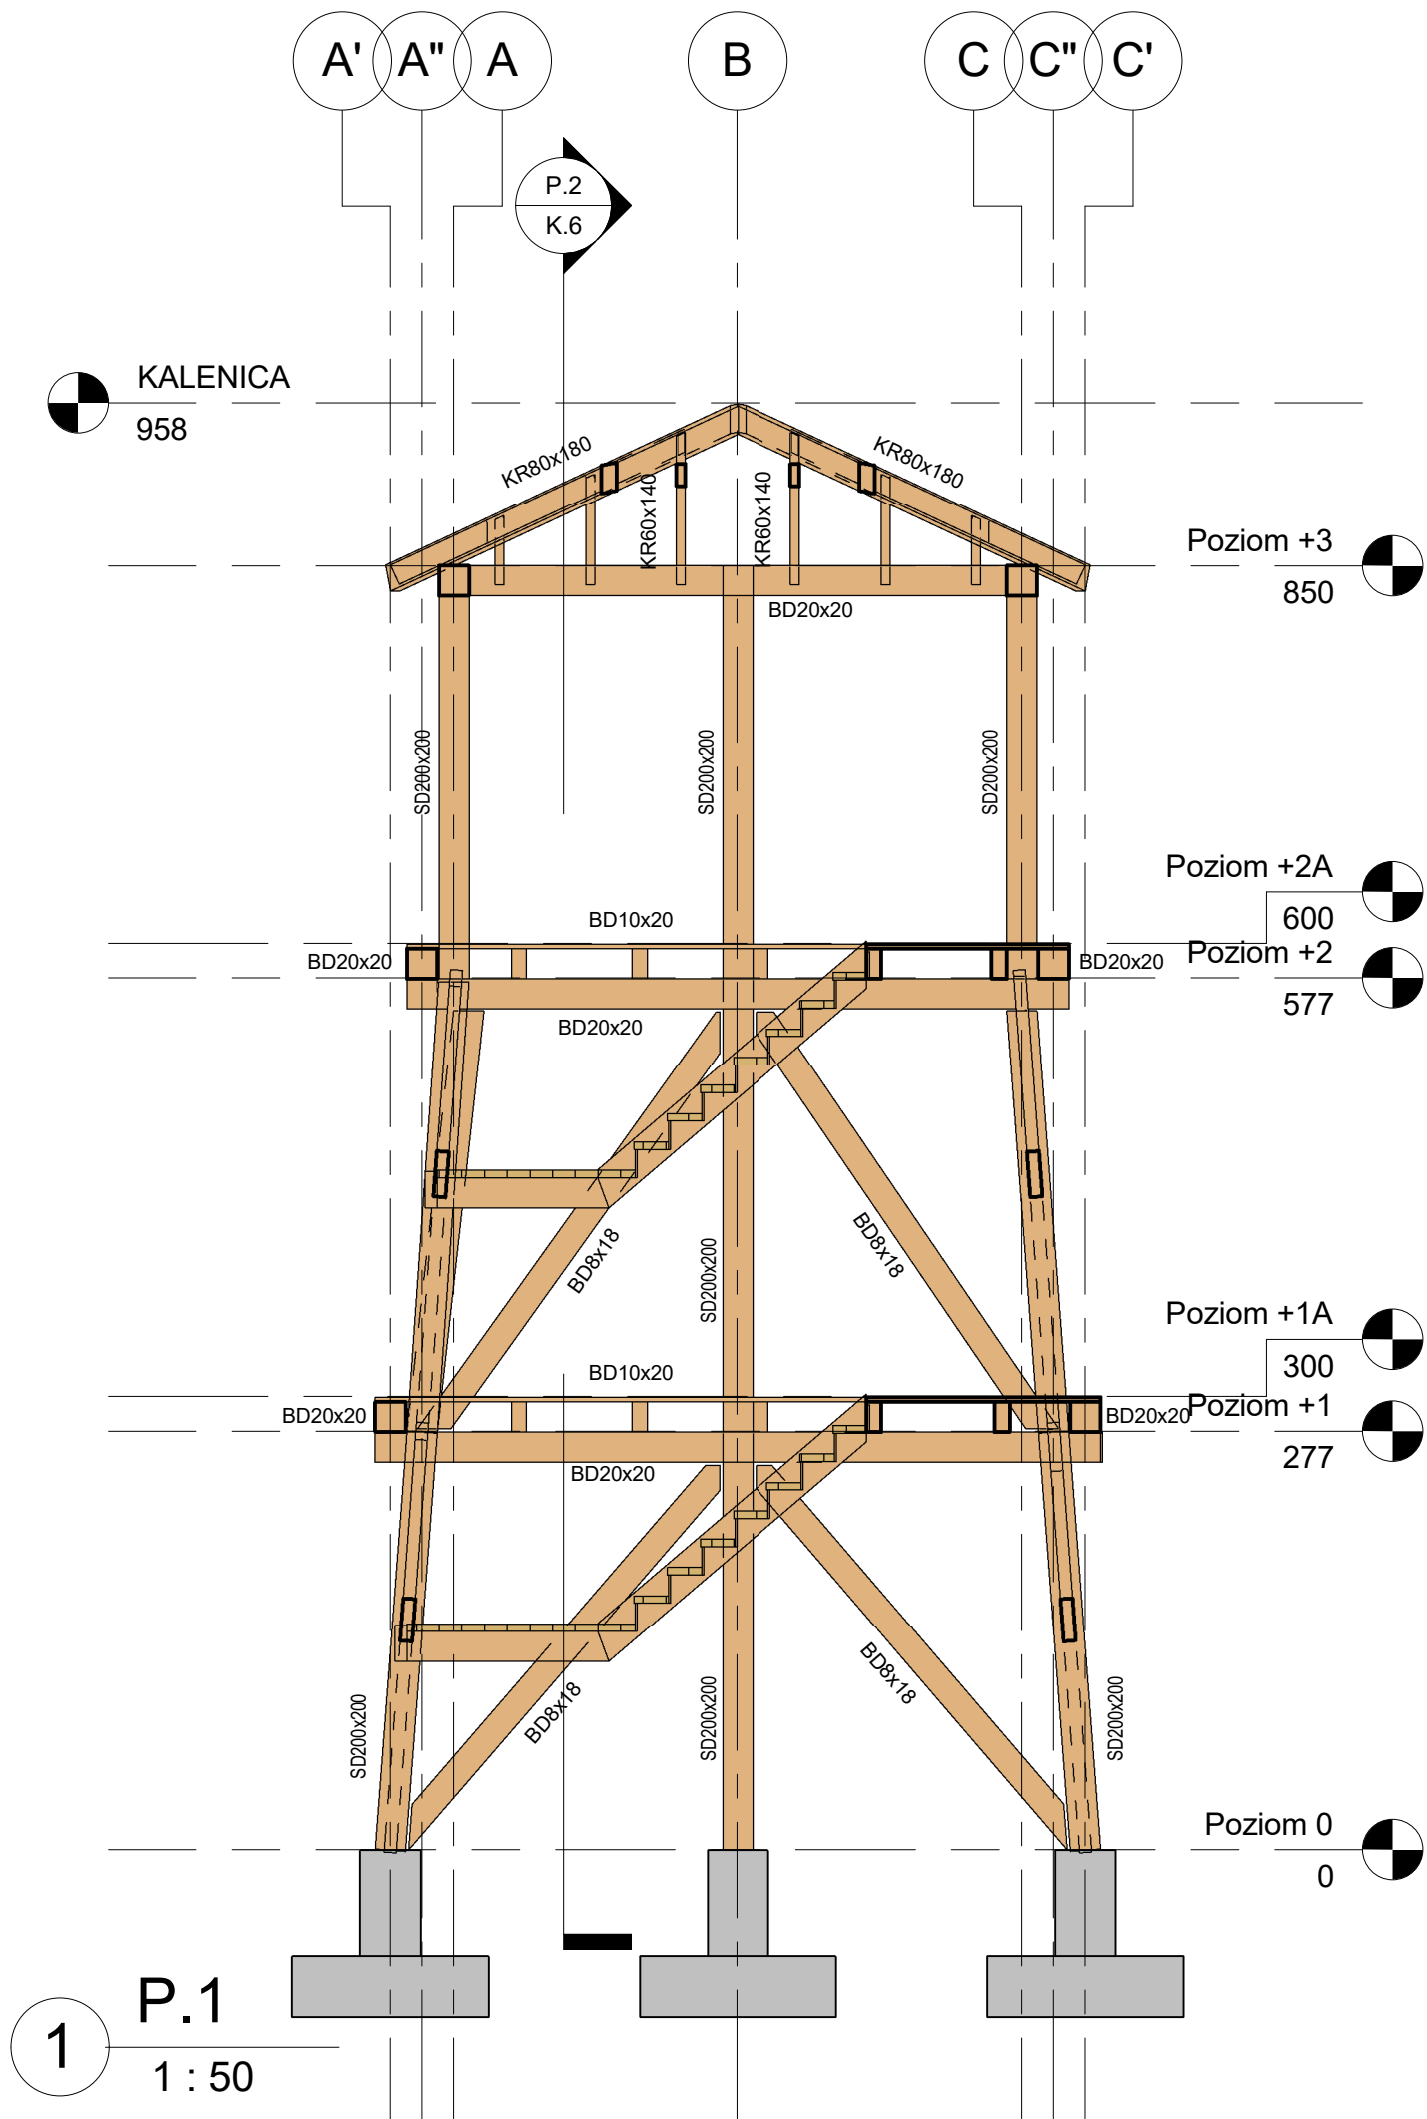 A' A" A B C C" C'
P.2
K.6
KALENICA
958
KR80x180
KR80x180
KR60x140
KR60x140
Poziom +3
850
BD20x20
SD200x200
SD200x200
SD200x200
Poziom +2A
600
BD10x20
BD20x20
BD20x20
Poziom +2
577
BD20x20
BD8x18
BD8x18
SD200x200
Poziom +1A
300
BD10x20
BD20x20
BD20x20
Poziom +1
277
BD20x20
BD8x18
BD8x18
SD200x200
SD200x200
SD200x200
Poziom 0
0
1
P.1
1 : 50